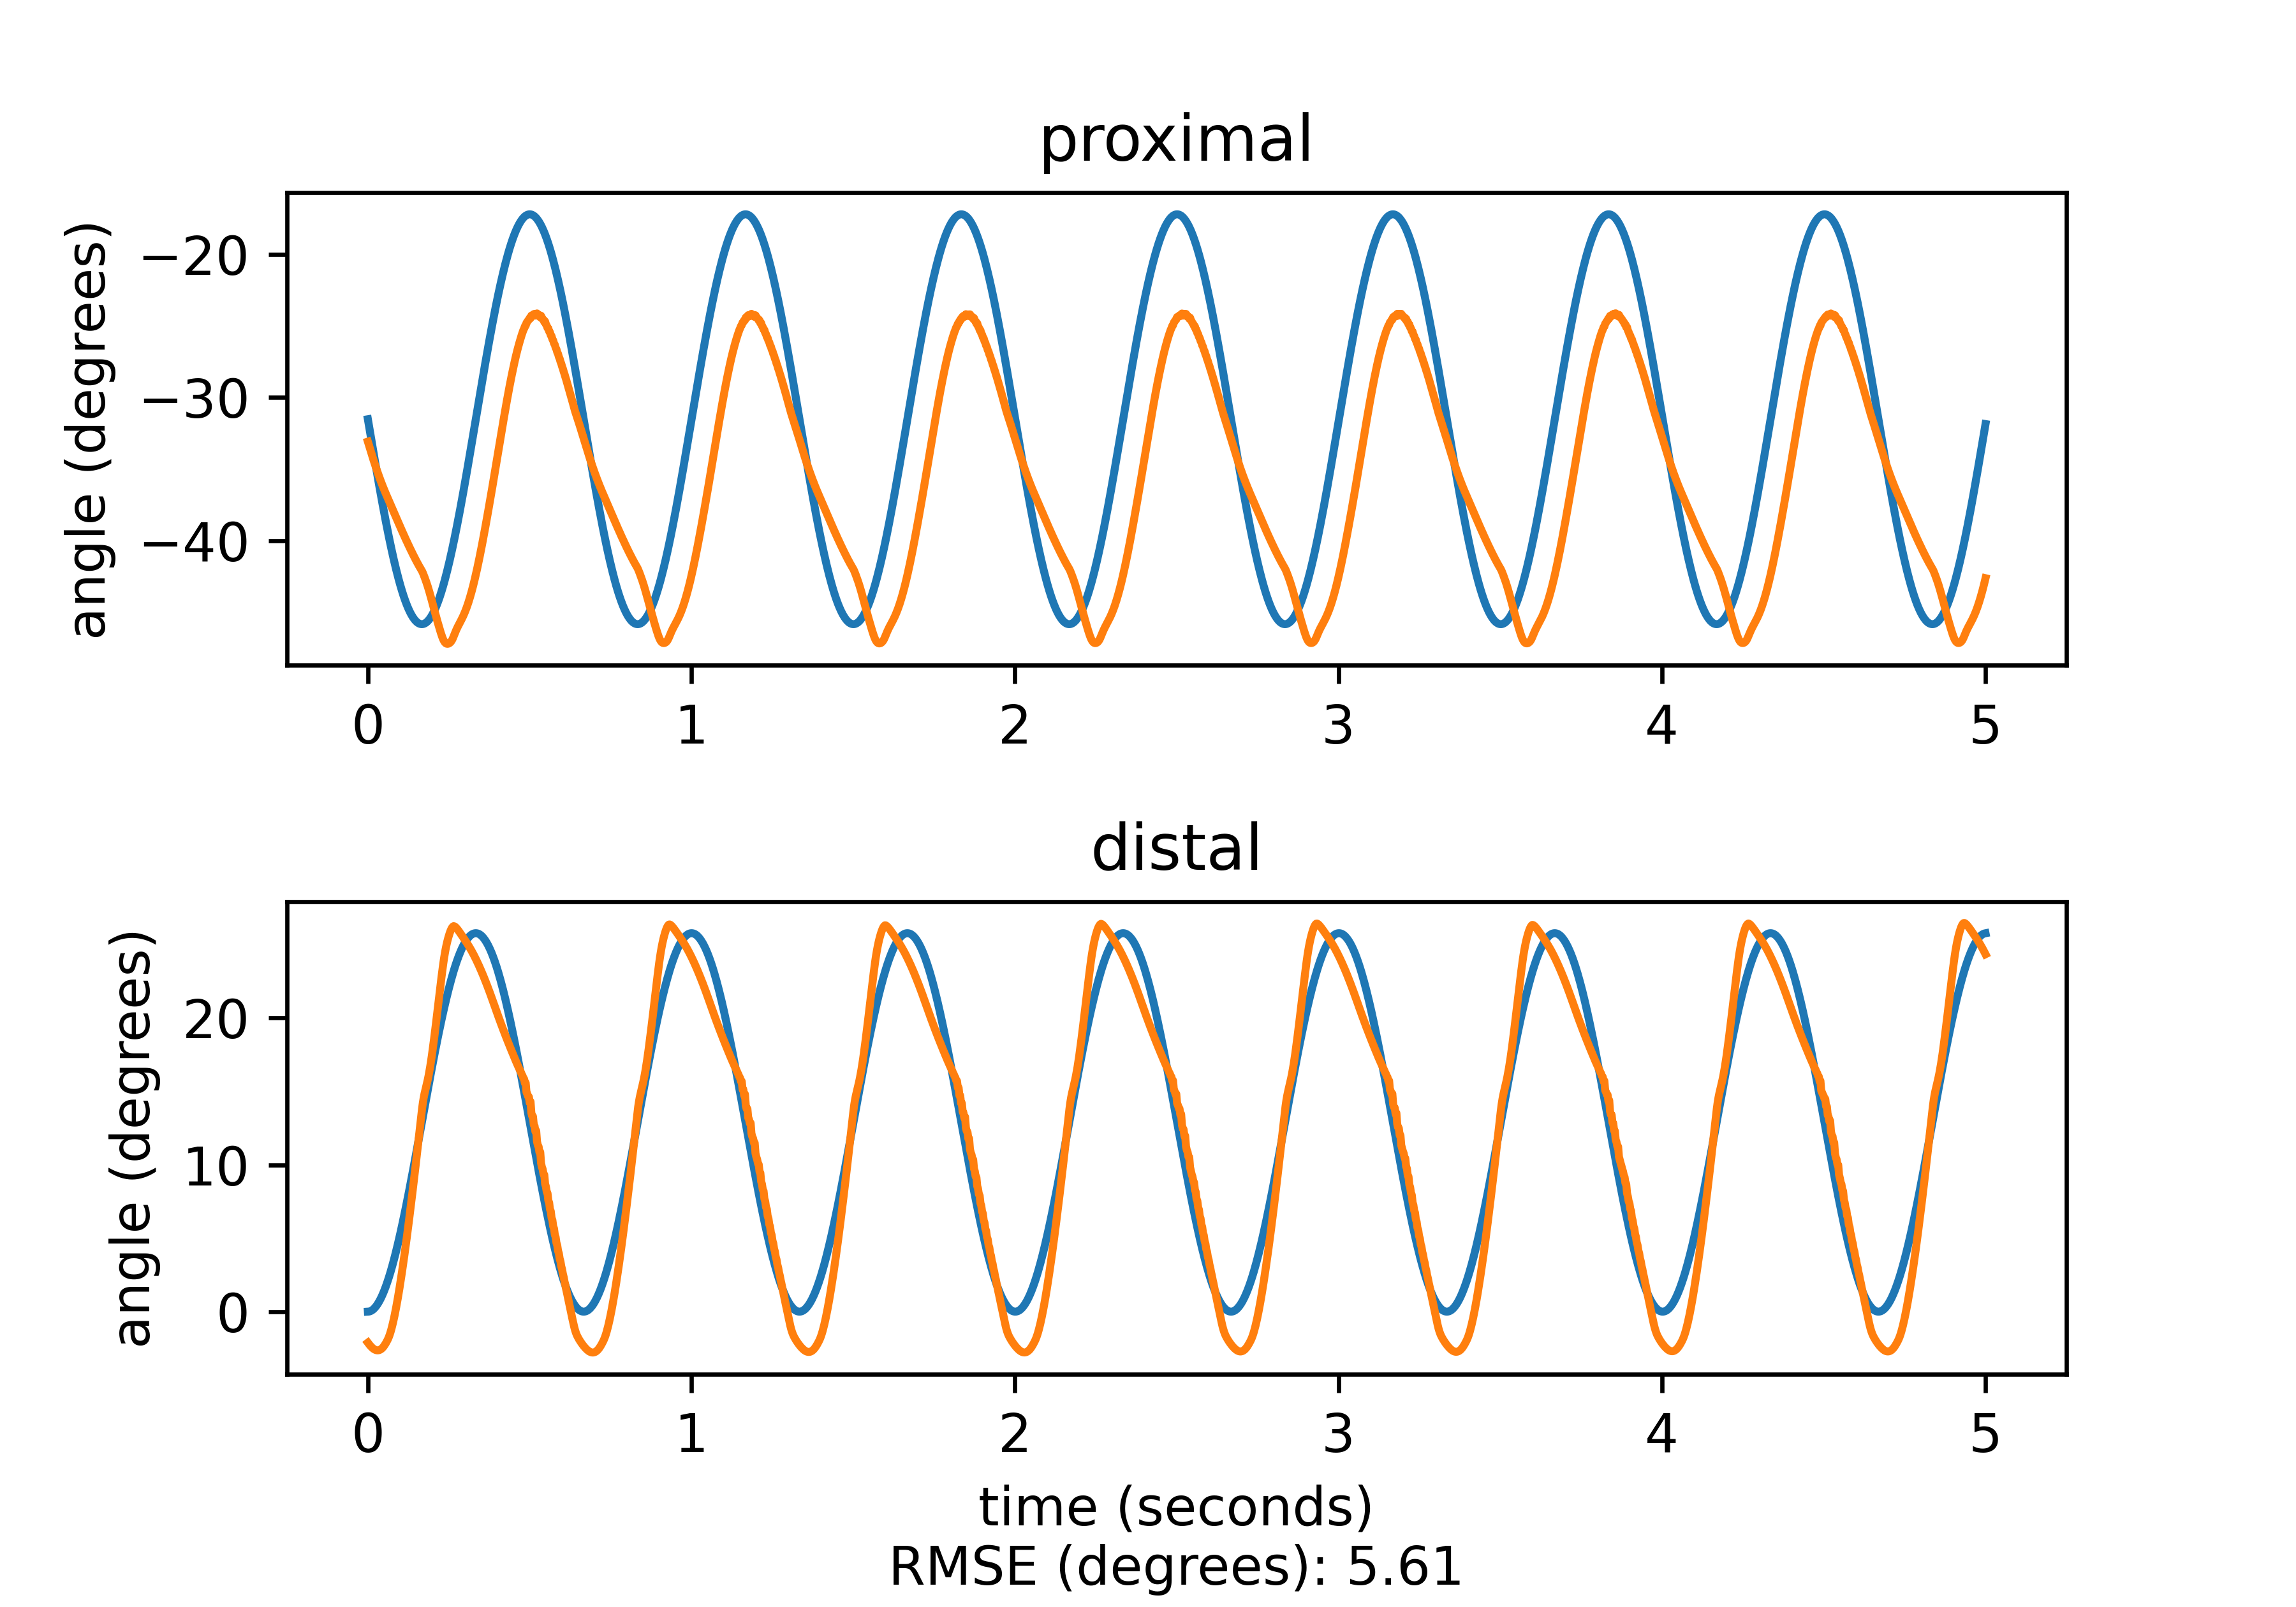 proximal
angle (degrees)
−20
−30
−40
0 1 2 3 4 5
distal
angle (degrees)
20
10
0
0 1 2 3 4 5
time (seconds)
RMSE (degrees): 5.61